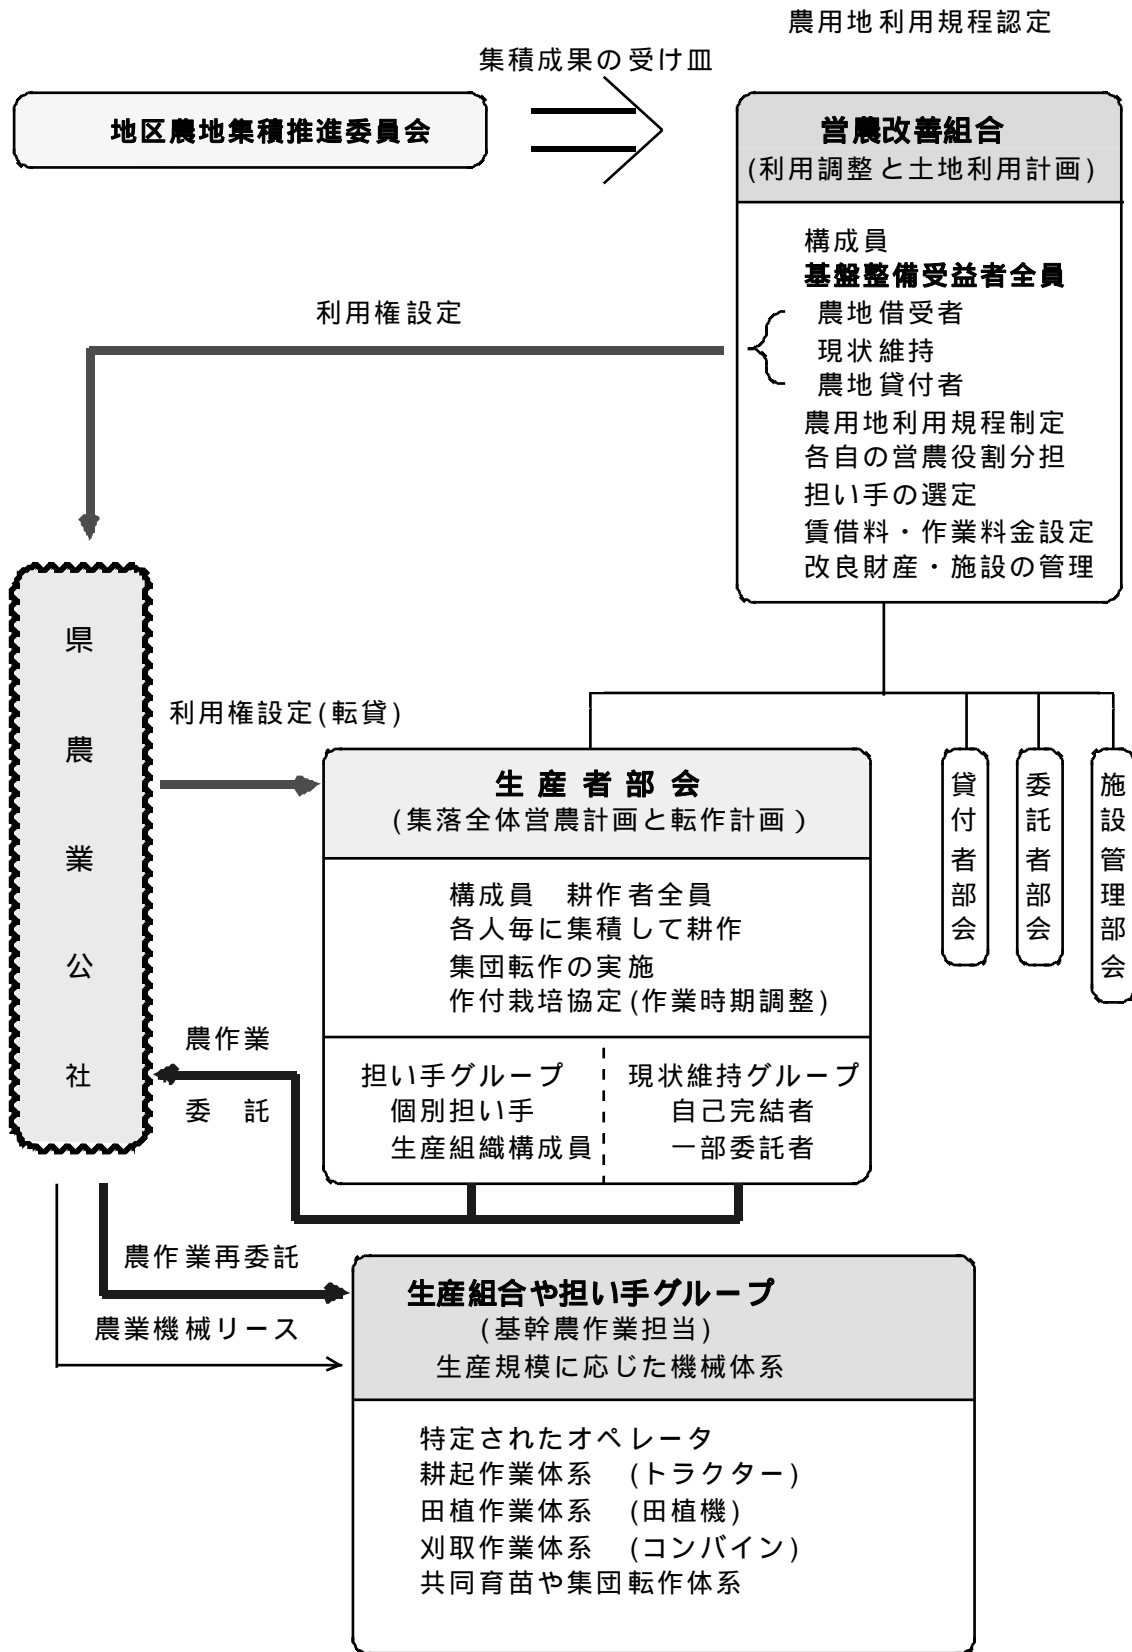 農用地利用規程認定
集積成果の受け皿
地区農地集積推進委員会
営農改善組合
(利用調整と土地利用計画)
構成員
基盤整備受益者全員
農地借受者
現状維持
農地貸付者
農用地利用規程制定
各自の営農役割分担
担い手の選定
賃借料・作業料金設定
改良財産・施設の管理
利用権設定
県農業公社
利用権設定(転貸)
生産者部会
(集落全体営農計画と転作計画)
構成員　耕作者全員
各人毎に集積して耕作
集団転作の実施
作付栽培協定(作業時期調整)
担い手グループ
個別担い手
生産組織構成員
現状維持グループ
自己完結者
一部委託者
貸付者部会
委託者部会
施設管理部会
農作業
委　託
農作業再委託
農業機械リース
生産組合や担い手グループ
(基幹農作業担当)
生産規模に応じた機械体系
特定されたオペレータ
耕起作業体系　(トラクター)
田植作業体系　(田植機)
刈取作業体系　(コンバイン)
共同育苗や集団転作体系